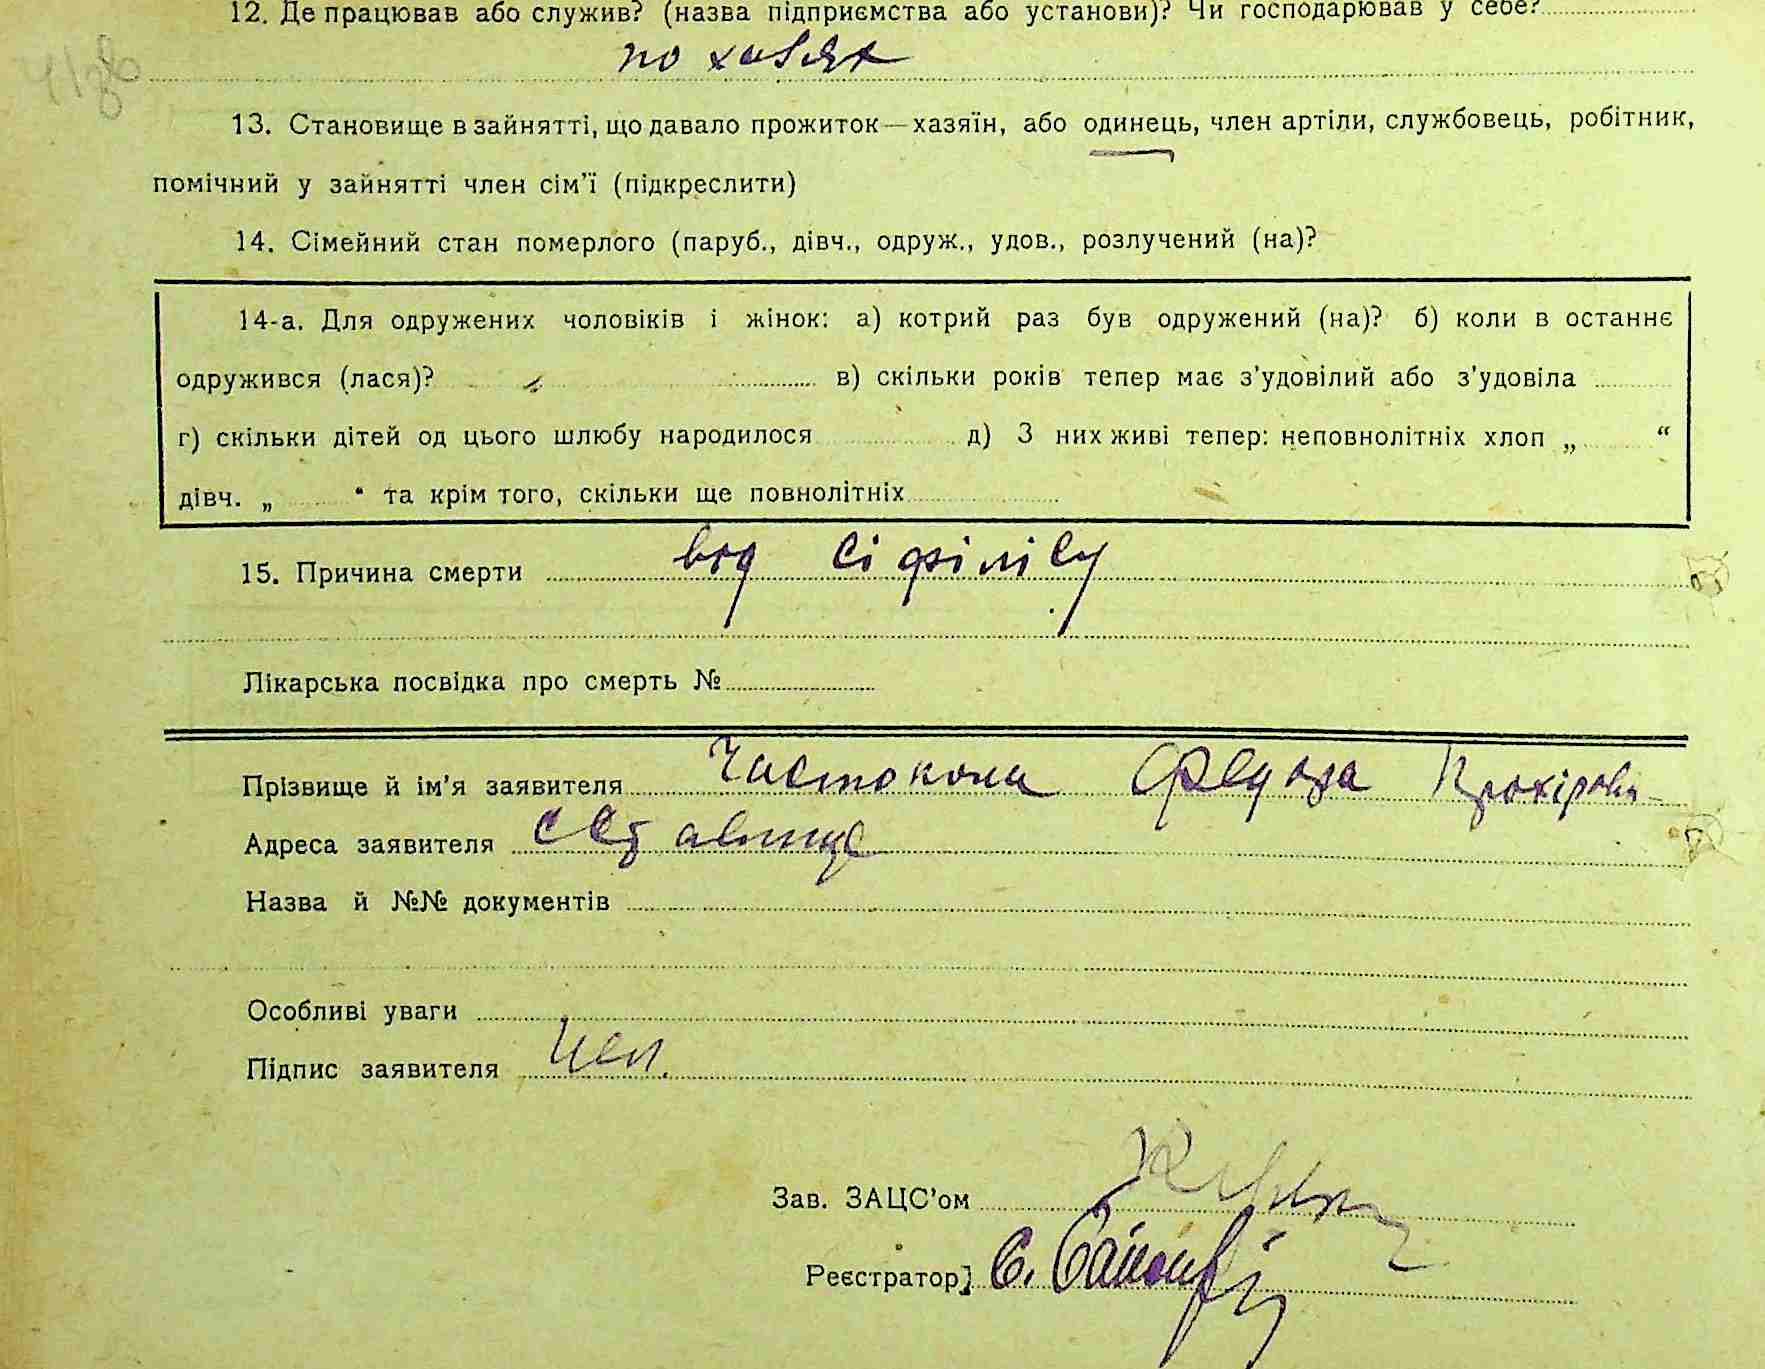 12. Де працював або служив? (назва підприємства або установи)? Чи господарював у себе?
по
13. Становище в зайнятті, що давало прожиток—хазяїн, або одинець, член артіли, службовець, робітник,
помічний у зайнятті член сім'ї (підкреслити)
14. Сімейний стан померлого (паруб., дівч., одруж., удов., розлучений (на)?
14-а. Для одружених чоловіків і жінок: а) котрий раз був одружений (на)? б) коли в останнє
одружився (лася)? в) скільки років тепер має з'удовілий або з'удовіла
г) скільки дітей од цього шлюбу народилося д) З них живі тепер: неповнолітніх хлоп „ “
дівч. „ “ та крім того, скільки ще повнолітніх
15. Причина смерти вод сіфілісу
Лікарська посвідка про смерть №
Прізвище й ім'я заявителя Частокола
Адреса заявителя
Назва й №№ документів
Особливі уваги
Підпис заявителя
Зав. ЗАЦС'ом
Реєстратор